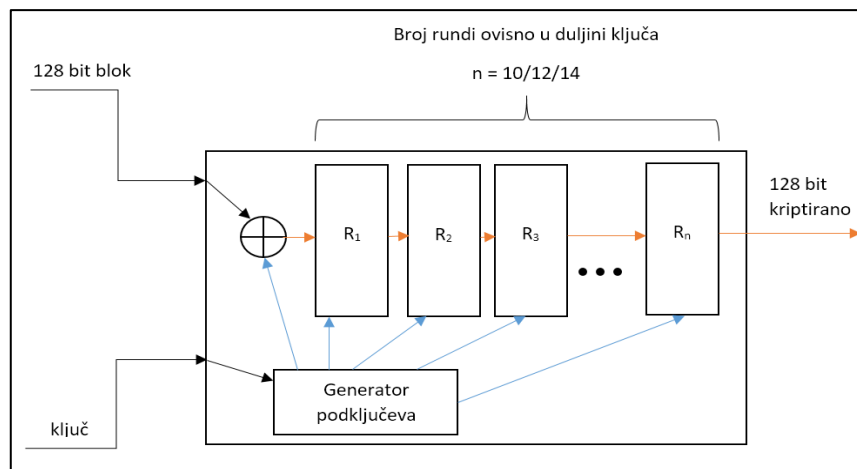 Broj rundi ovisno u duljini ključa
n = 10/12/14
128 bit blok
128 bit
kriptirano
R1
R2
R3
Rn
Generator
podključeva
ključ